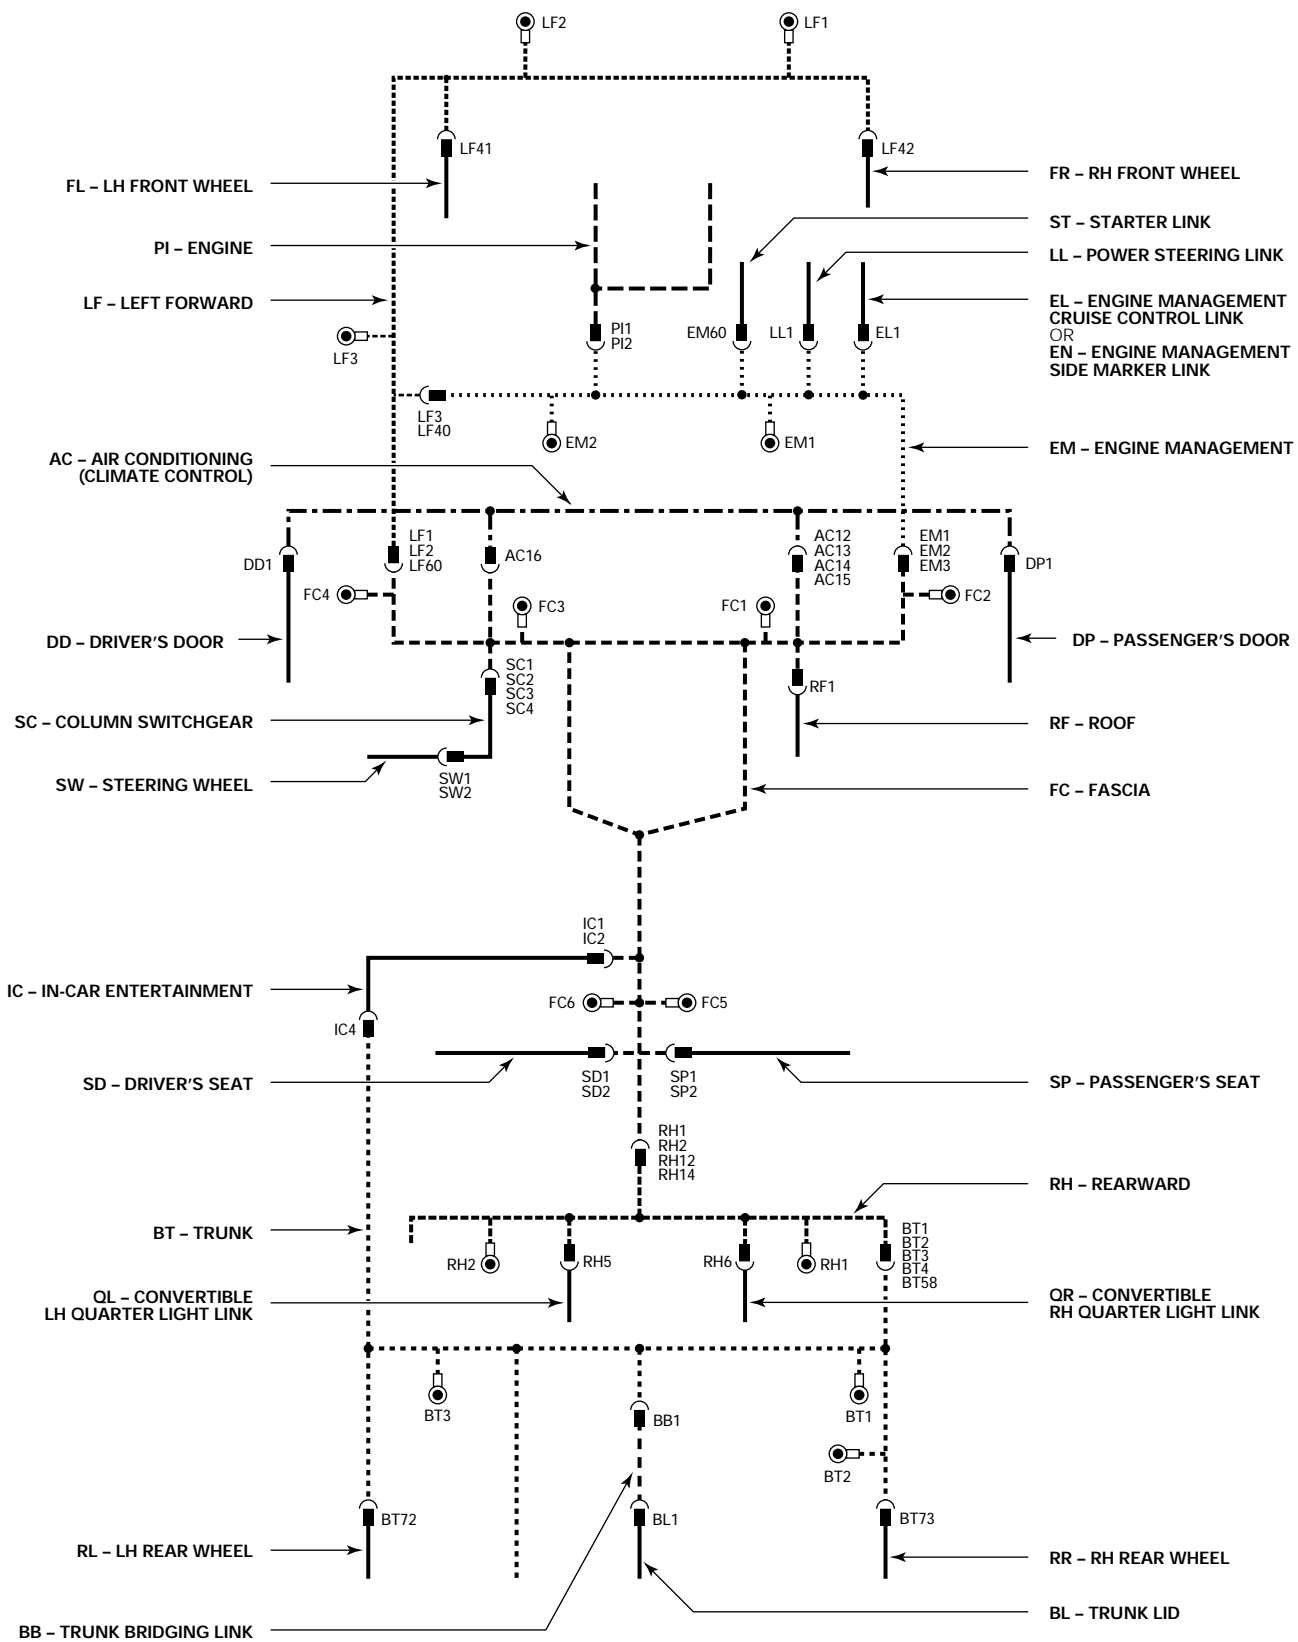 LF2
LF1
LF41
LF42
FL – LH FRONT WHEEL
FR – RH FRONT WHEEL
ST – STARTER LINK
PI – ENGINE
LL – POWER STEERING LINK
LF – LEFT FORWARD
EL – ENGINE MANAGEMENT
CRUISE CONTROL LINK
OR
EN – ENGINE MANAGEMENT
SIDE MARKER LINK
PI1
PI2
EM60
LL1
EL1
LF3
LF3
LF40
EM2
EM1
EM – ENGINE MANAGEMENT
AC – AIR CONDITIONING
(CLIMATE CONTROL)
DD1
LF1
LF2
LF60
AC16
AC12
AC13
AC14
AC15
EM1
EM2
EM3
DP1
FC4
FC3
FC1
FC2
DD – DRIVER'S DOOR
DP – PASSENGER'S DOOR
SC1
SC2
SC3
SC4
RF1
SC – COLUMN SWITCHGEAR
RF – ROOF
SW1
SW2
SW – STEERING WHEEL
FC – FASCIA
IC1
IC2
IC – IN-CAR ENTERTAINMENT
FC6
FC5
IC4
SD1
SD2
SP1
SP2
SD – DRIVER'S SEAT
SP – PASSENGER'S SEAT
RH1
RH2
RH12
RH14
RH – REARWARD
BT – TRUNK
RH2
RH5
RH6
RH1
BT1
BT2
BT3
BT4
BT58
QL – CONVERTIBLE
LH QUARTER LIGHT LINK
QR – CONVERTIBLE
RH QUARTER LIGHT LINK
BT3
BB1
BT1
BT2
BT72
BL1
BT73
RL – LH REAR WHEEL
RR – RH REAR WHEEL
BB – TRUNK BRIDGING LINK
BL – TRUNK LID